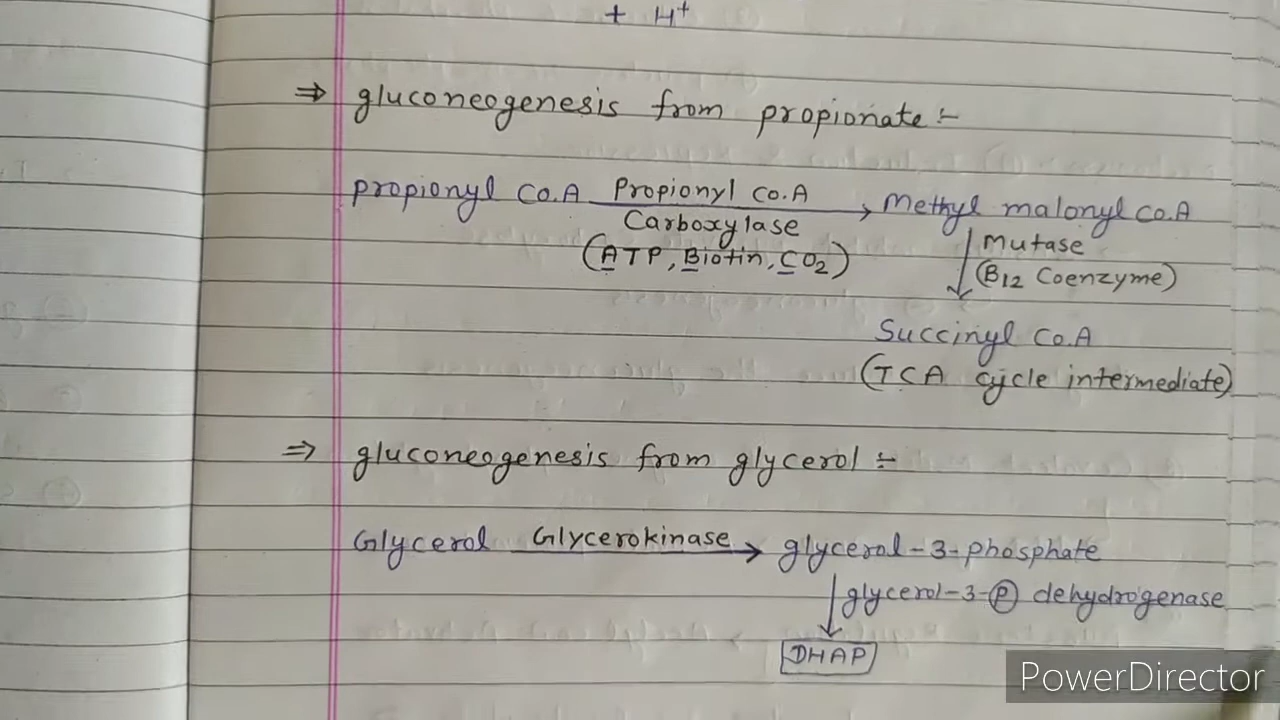 + H⁺
⇒ gluconeogenesis from propionate :-
propionyl Co.A Propionyl Co.A → Methyl malonyl Co.A
Carboxylase
(ATP, Biotin, CO₂)
↓ Mutase
(B₁₂ Coenzyme)
Succinyl Co.A
(TCA cycle intermediate)
⇒ gluconeogenesis from glycerol :-
Glycerol Glycerokinase → glycerol-3-phosphate
↓ glycerol-3-Ⓟ dehydrogenase
DHAP
PowerDirector